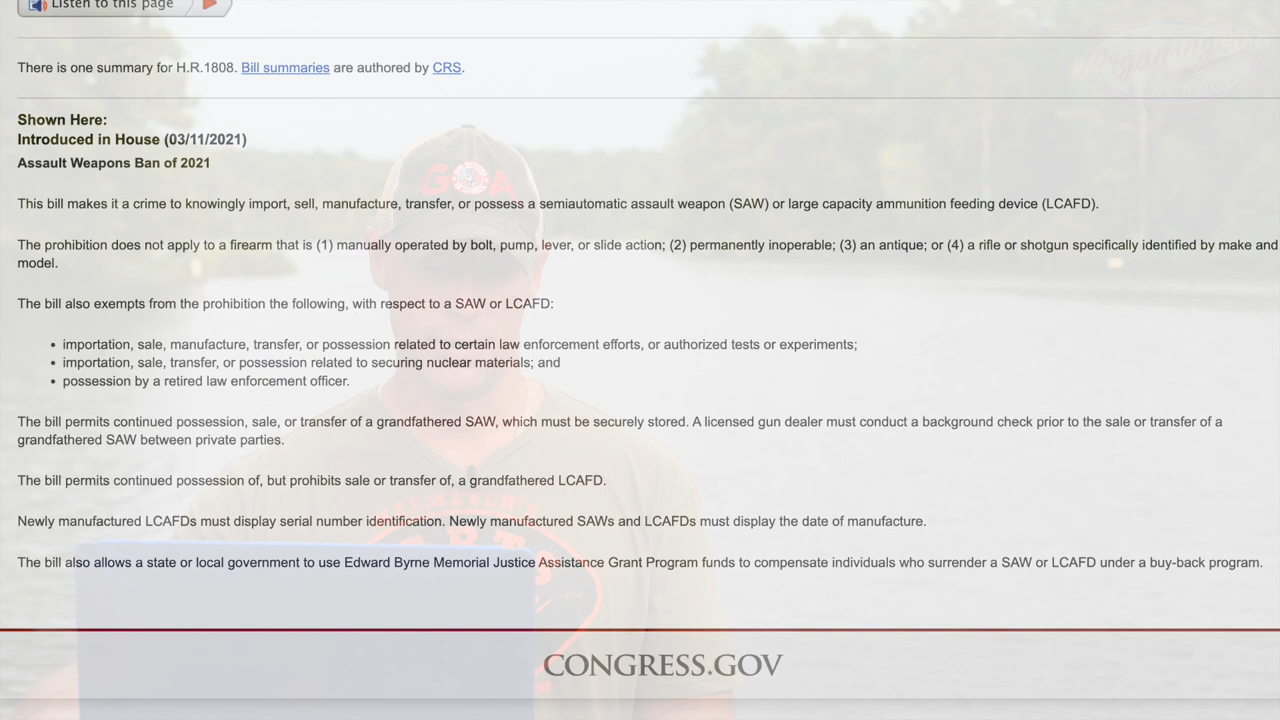 Listen to this page
There is one summary for H.R.1808. Bill summaries are authored by CRS.
Shown Here:
Introduced in House (03/11/2021)
Assault Weapons Ban of 2021
This bill makes it a crime to knowingly import, sell, manufacture, transfer, or possess a semiautomatic assault weapon (SAW) or large capacity ammunition feeding device (LCAFD).
The prohibition does not apply to a firearm that is (1) manually operated by bolt, pump, lever, or slide action; (2) permanently inoperable; (3) an antique; or (4) a rifle or shotgun specifically identified by make and
model.
The bill also exempts from the prohibition the following, with respect to a SAW or LCAFD:
• importation, sale, manufacture, transfer, or possession related to certain law enforcement efforts, or authorized tests or experiments;
• importation, sale, transfer, or possession related to securing nuclear materials; and
• possession by a retired law enforcement officer.
The bill permits continued possession, sale, or transfer of a grandfathered SAW, which must be securely stored. A licensed gun dealer must conduct a background check prior to the sale or transfer of a
grandfathered SAW between private parties.
The bill permits continued possession of, but prohibits sale or transfer of, a grandfathered LCAFD.
Newly manufactured LCAFDs must display serial number identification. Newly manufactured SAWs and LCAFDs must display the date of manufacture.
The bill also allows a state or local government to use Edward Byrne Memorial Justice Assistance Grant Program funds to compensate individuals who surrender a SAW or LCAFD under a buy-back program.
CONGRESS.GOV
GOA